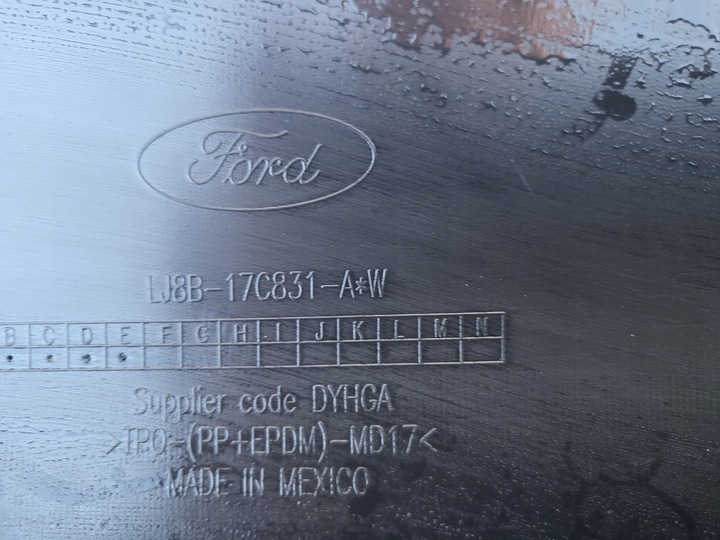 Ford
LJ8B-17C831-A*W
B C D E F G H I J K L M N
Supplier code DYHGA
>TPO-(PP+EPDM)-MD17<
MADE IN MEXICO